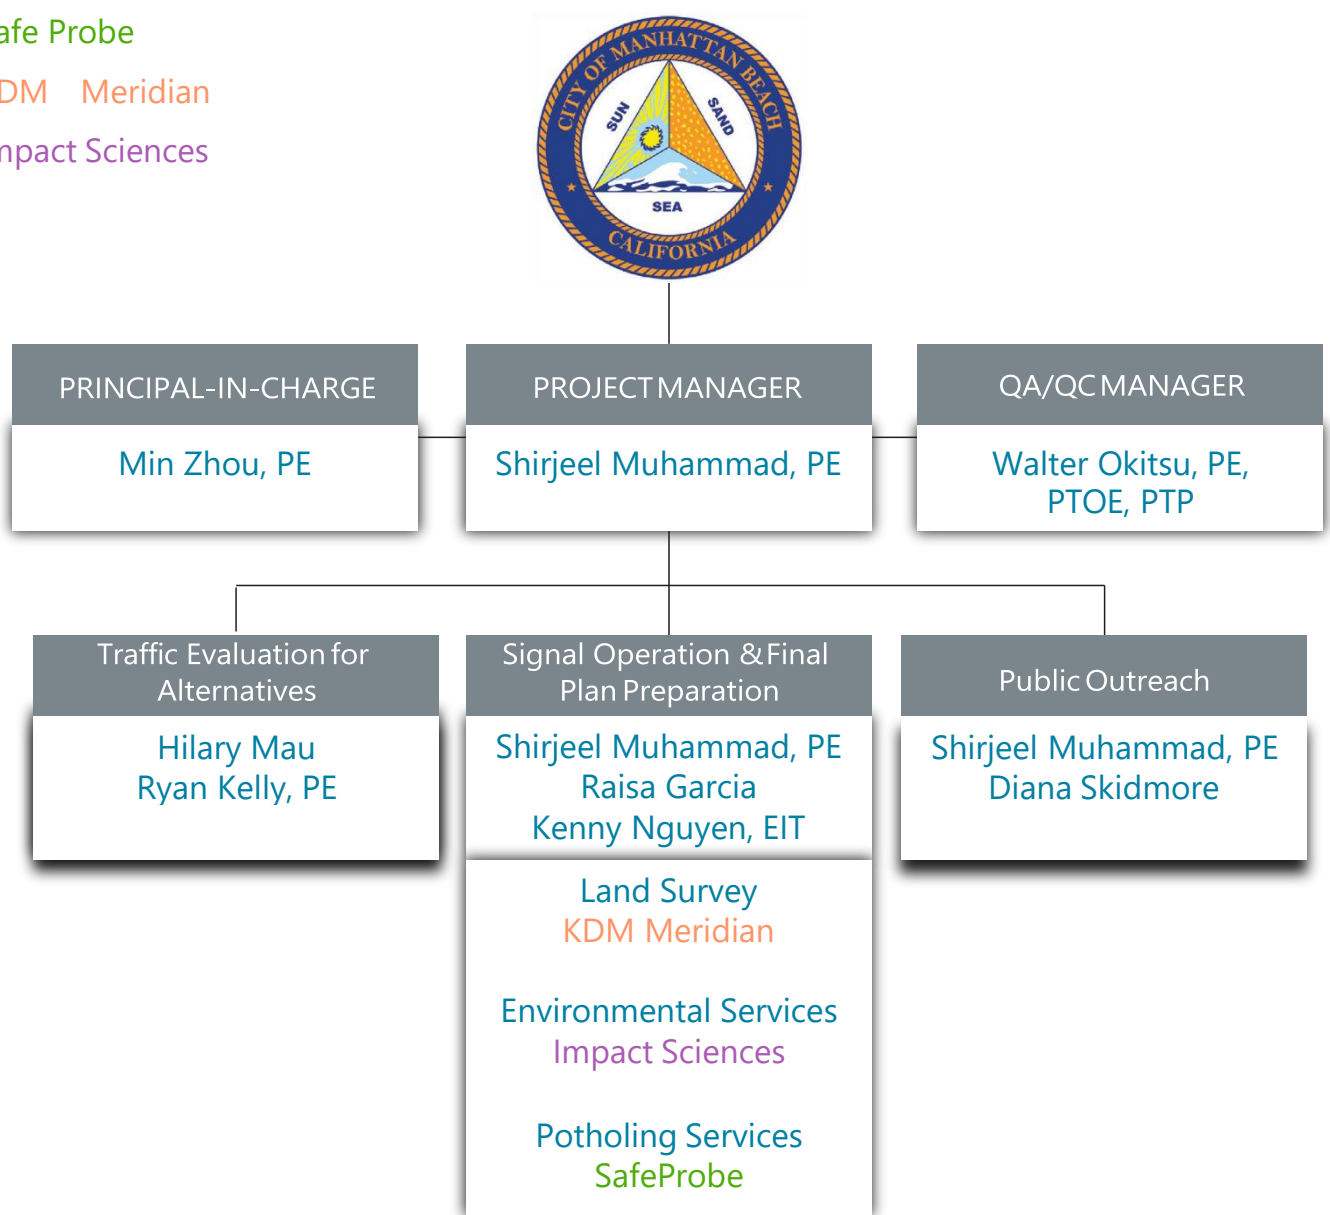 afe Probe
DM Meridian
mpact Sciences
CITY OF MANHATTAN BEACH
SUN
SAND
SEA
CALIFORNIA
PRINCIPAL-IN-CHARGE
Min Zhou, PE
PROJECT MANAGER
Shirjeel Muhammad, PE
QA/QC MANAGER
Walter Okitsu, PE,
PTOE, PTP
Traffic Evaluation for
Alternatives
Hilary Mau
Ryan Kelly, PE
Signal Operation & Final
Plan Preparation
Shirjeel Muhammad, PE
Raisa Garcia
Kenny Nguyen, EIT
Land Survey
KDM Meridian
Environmental Services
Impact Sciences
Potholing Services
SafeProbe
Public Outreach
Shirjeel Muhammad, PE
Diana Skidmore